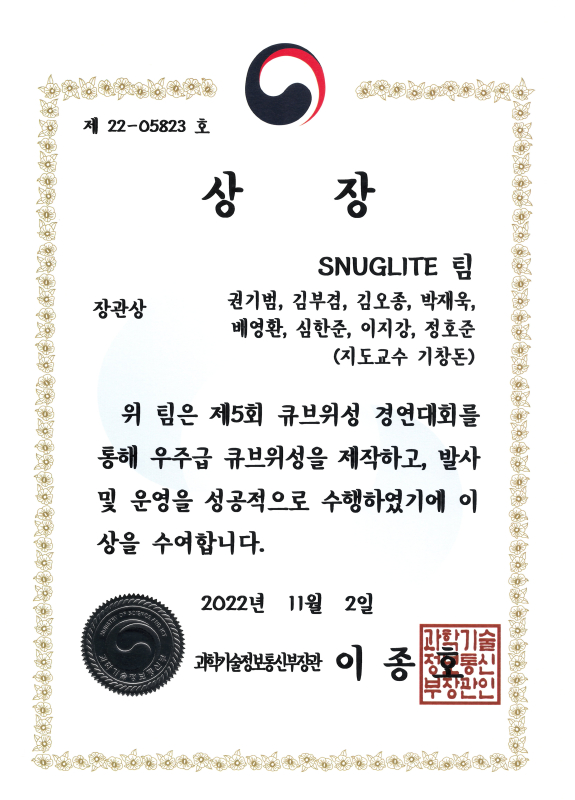 제 22-05823 호
상 장
SNUGLITE 팀
장관상
권기범, 김부겸, 김오종, 박재욱,
배영환, 심한준, 이지강, 정호준
(지도교수 기창돈)
위 팀은 제5회 큐브위성 경연대회를
통해 우주급 큐브위성을 제작하고, 발사
및 운영을 성공적으로 수행하였기에 이
상을 수여합니다.
2022년 11월 2일
과학기술정보통신부장관 이 종 호
과학기술
정보통신
부장관인